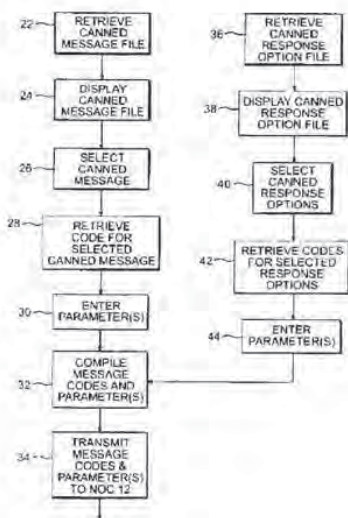 22
RETRIEVE
CANNED
MESSAGE FILE
24
DISPLAY
CANNED
MESSAGE FILE
26
SELECT
CANNED
MESSAGE
28
RETRIEVE
CODE FOR
SELECTED
CANNED MESSAGE
30
ENTER
PARAMETER(S)
32
COMPILE
MESSAGE
CODES AND
PARAMETER(S)
34
TRANSMIT
MESSAGE
CODES &
PARAMETER(S)
TO NOC 12
36
RETRIEVE
CANNED
RESPONSE
OPTION FILE
38
DISPLAY CANNED
RESPONSE
OPTION FILE
40
SELECT
CANNED
RESPONSE
OPTIONS
42
RETRIEVE CODES
FOR SELECTED
RESPONSE
OPTIONS
44
ENTER
PARAMETER(S)